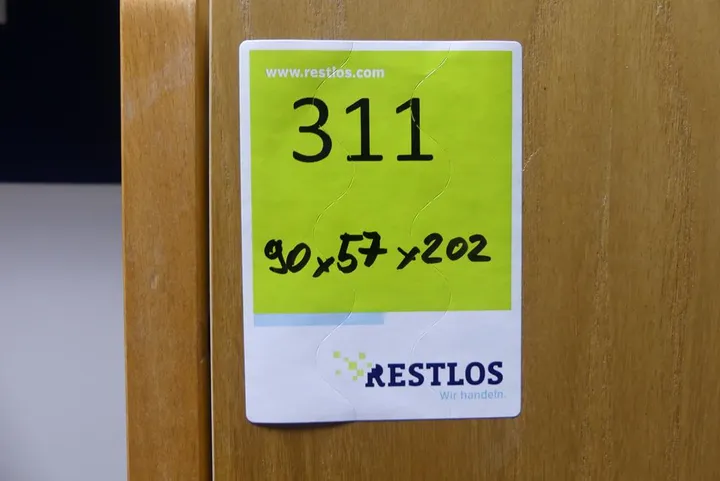 www.restlos.com
311
90x57x202
RESTLOS
Wir handeln.